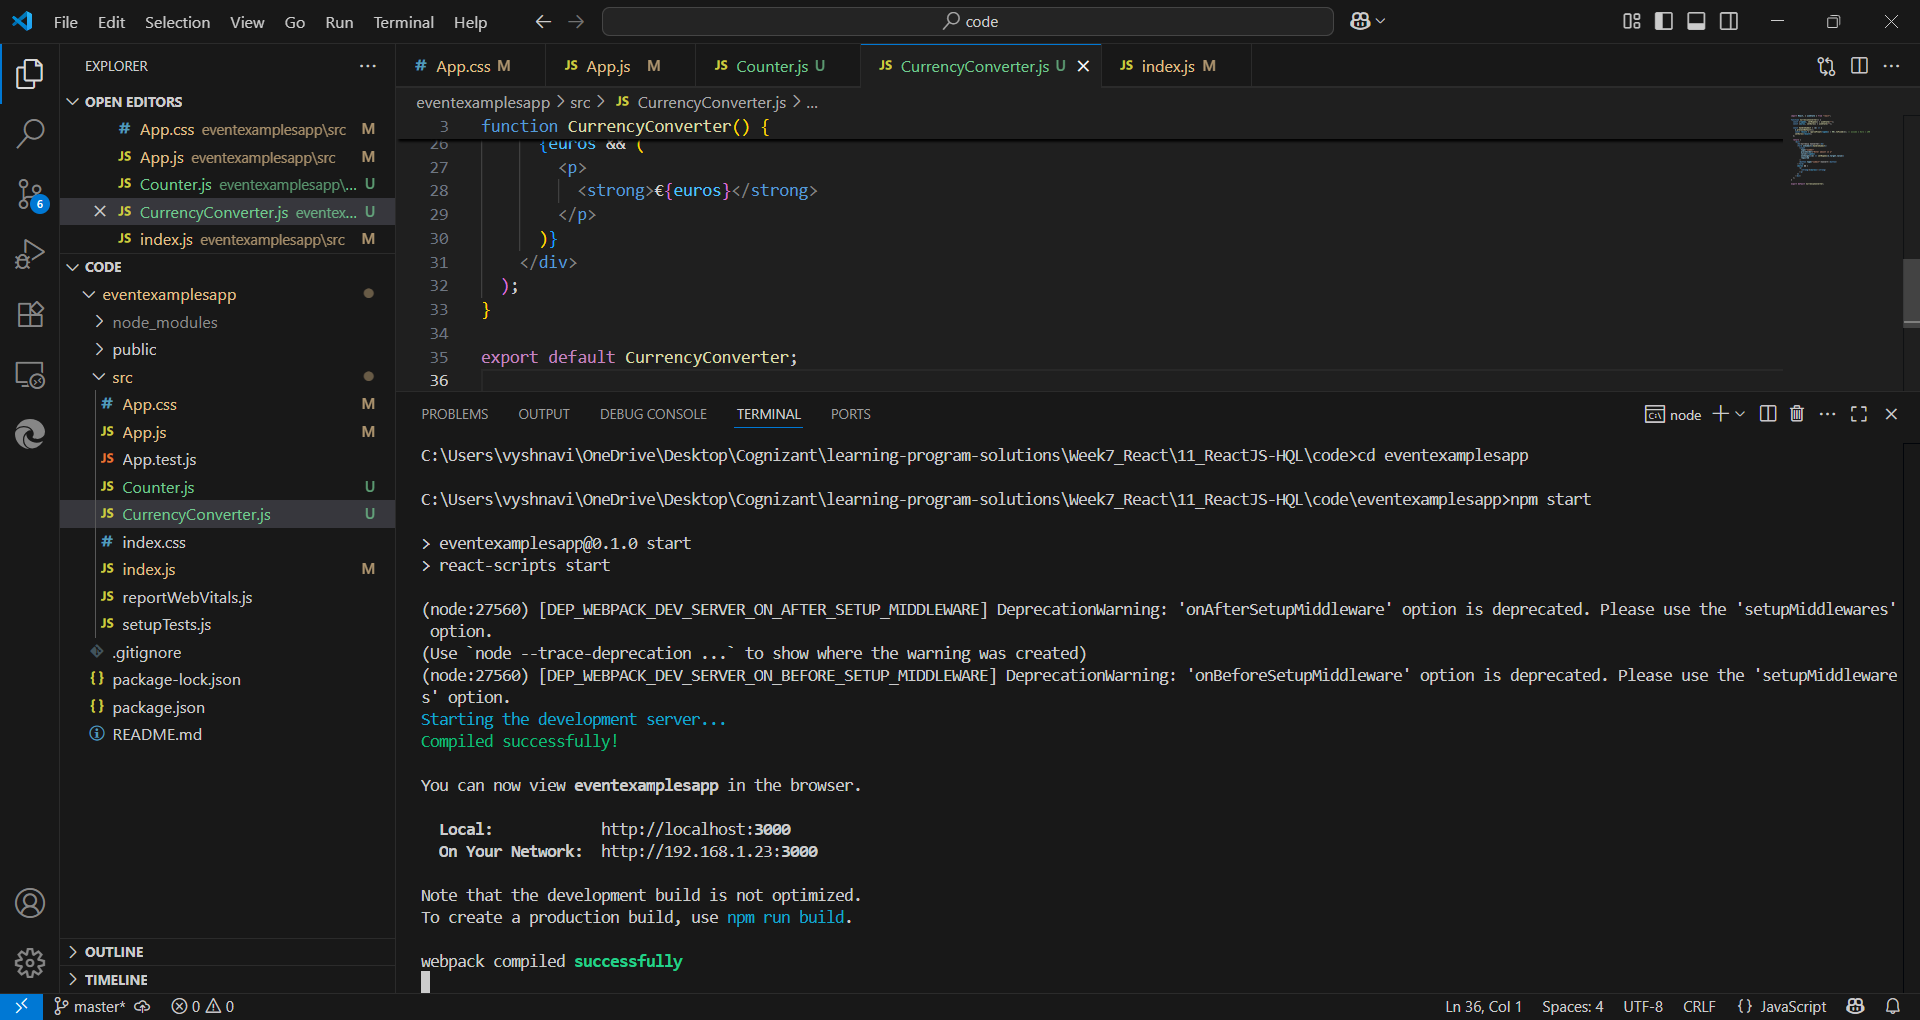 File Edit Selection View Go Run Terminal Help
code
EXPLORER
OPEN EDITORS
# App.css eventexamplesapp\src M
JS App.js eventexamplesapp\src M
JS Counter.js eventexamplesapp\... U
JS CurrencyConverter.js eventex... U
JS index.js eventexamplesapp\src M
CODE
eventexamplesapp
node_modules
public
src
# App.css M
JS App.js M
JS App.test.js
JS Counter.js U
JS CurrencyConverter.js U
# index.css
JS index.js M
JS reportWebVitals.js
JS setupTests.js
.gitignore
{} package-lock.json
{} package.json
README.md
OUTLINE
TIMELINE
6
# App.css M JS App.js M JS Counter.js U JS CurrencyConverter.js U JS index.js M
eventexamplesapp > src > JS CurrencyConverter.js > ...
3 function CurrencyConverter() {
26 {euros && (
27 <p>
28 <strong>€{euros}</strong>
29 </p>
30 )}
31 </div>
32 );
33 }
34
35 export default CurrencyConverter;
36
PROBLEMS OUTPUT DEBUG CONSOLE TERMINAL PORTS
node
C:\Users\vyshnavi\OneDrive\Desktop\Cognizant\learning-program-solutions\Week7_React\11_ReactJS-HQL\code>cd eventexamplesapp
C:\Users\vyshnavi\OneDrive\Desktop\Cognizant\learning-program-solutions\Week7_React\11_ReactJS-HQL\code\eventexamplesapp>npm start
> eventexamplesapp@0.1.0 start
> react-scripts start
(node:27560) [DEP_WEBPACK_DEV_SERVER_ON_AFTER_SETUP_MIDDLEWARE] DeprecationWarning: 'onAfterSetupMiddleware' option is deprecated. Please use the 'setupMiddlewares'
option.
(Use `node --trace-deprecation ...` to show where the warning was created)
(node:27560) [DEP_WEBPACK_DEV_SERVER_ON_BEFORE_SETUP_MIDDLEWARE] DeprecationWarning: 'onBeforeSetupMiddleware' option is deprecated. Please use the 'setupMiddleware
s' option.
Starting the development server...
Compiled successfully!
You can now view eventexamplesapp in the browser.
Local: http://localhost:3000
On Your Network: http://192.168.1.23:3000
Note that the development build is not optimized.
To create a production build, use npm run build.
webpack compiled successfully
master* 0 0
Ln 36, Col 1 Spaces: 4 UTF-8 CRLF {} JavaScript